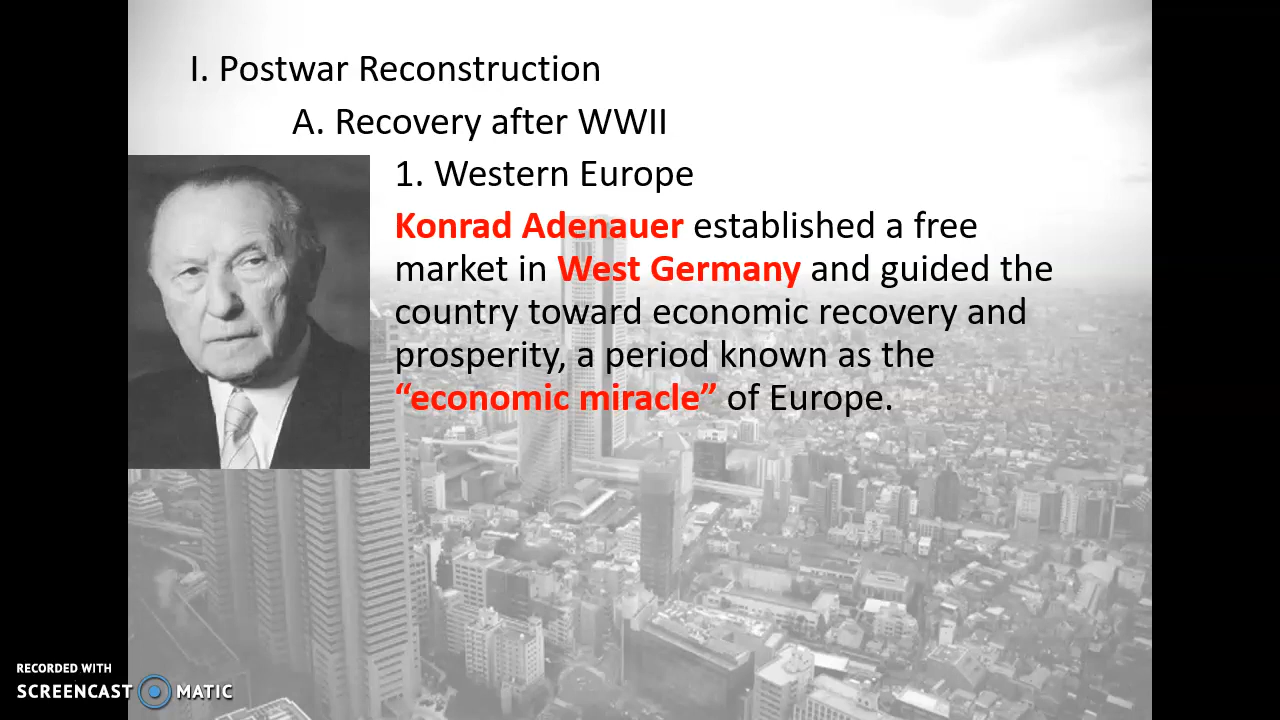 I. Postwar Reconstruction
A. Recovery after WWII
1. Western Europe
Konrad Adenauer established a free
market in West Germany and guided the
country toward economic recovery and
prosperity, a period known as the
“economic miracle” of Europe.
RECORDED WITH
SCREENCAST MATIC